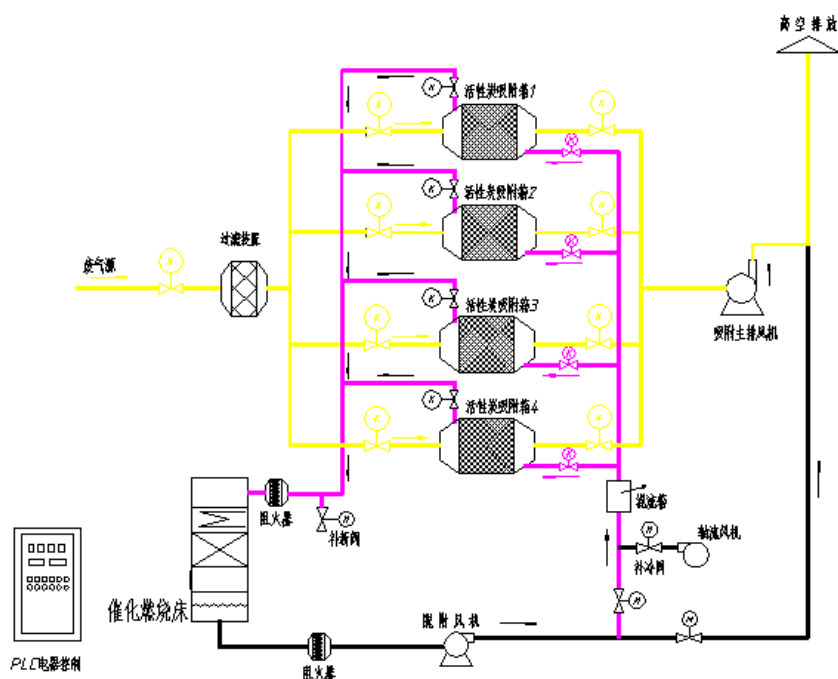 高空排放
活性炭吸附箱1
K
K
K
M
活性炭吸附箱2
K
K
K
M
过滤装置
废气源
K
活性炭吸附箱3
K
K
K
M
吸附主排风机
活性炭吸附箱4
K
K
K
M
混流箱
阻火器
补新阀
M
M
轴流风机
补冷阀
M
催化燃烧床
脱附风机
M
阻火器
PLC电器控制